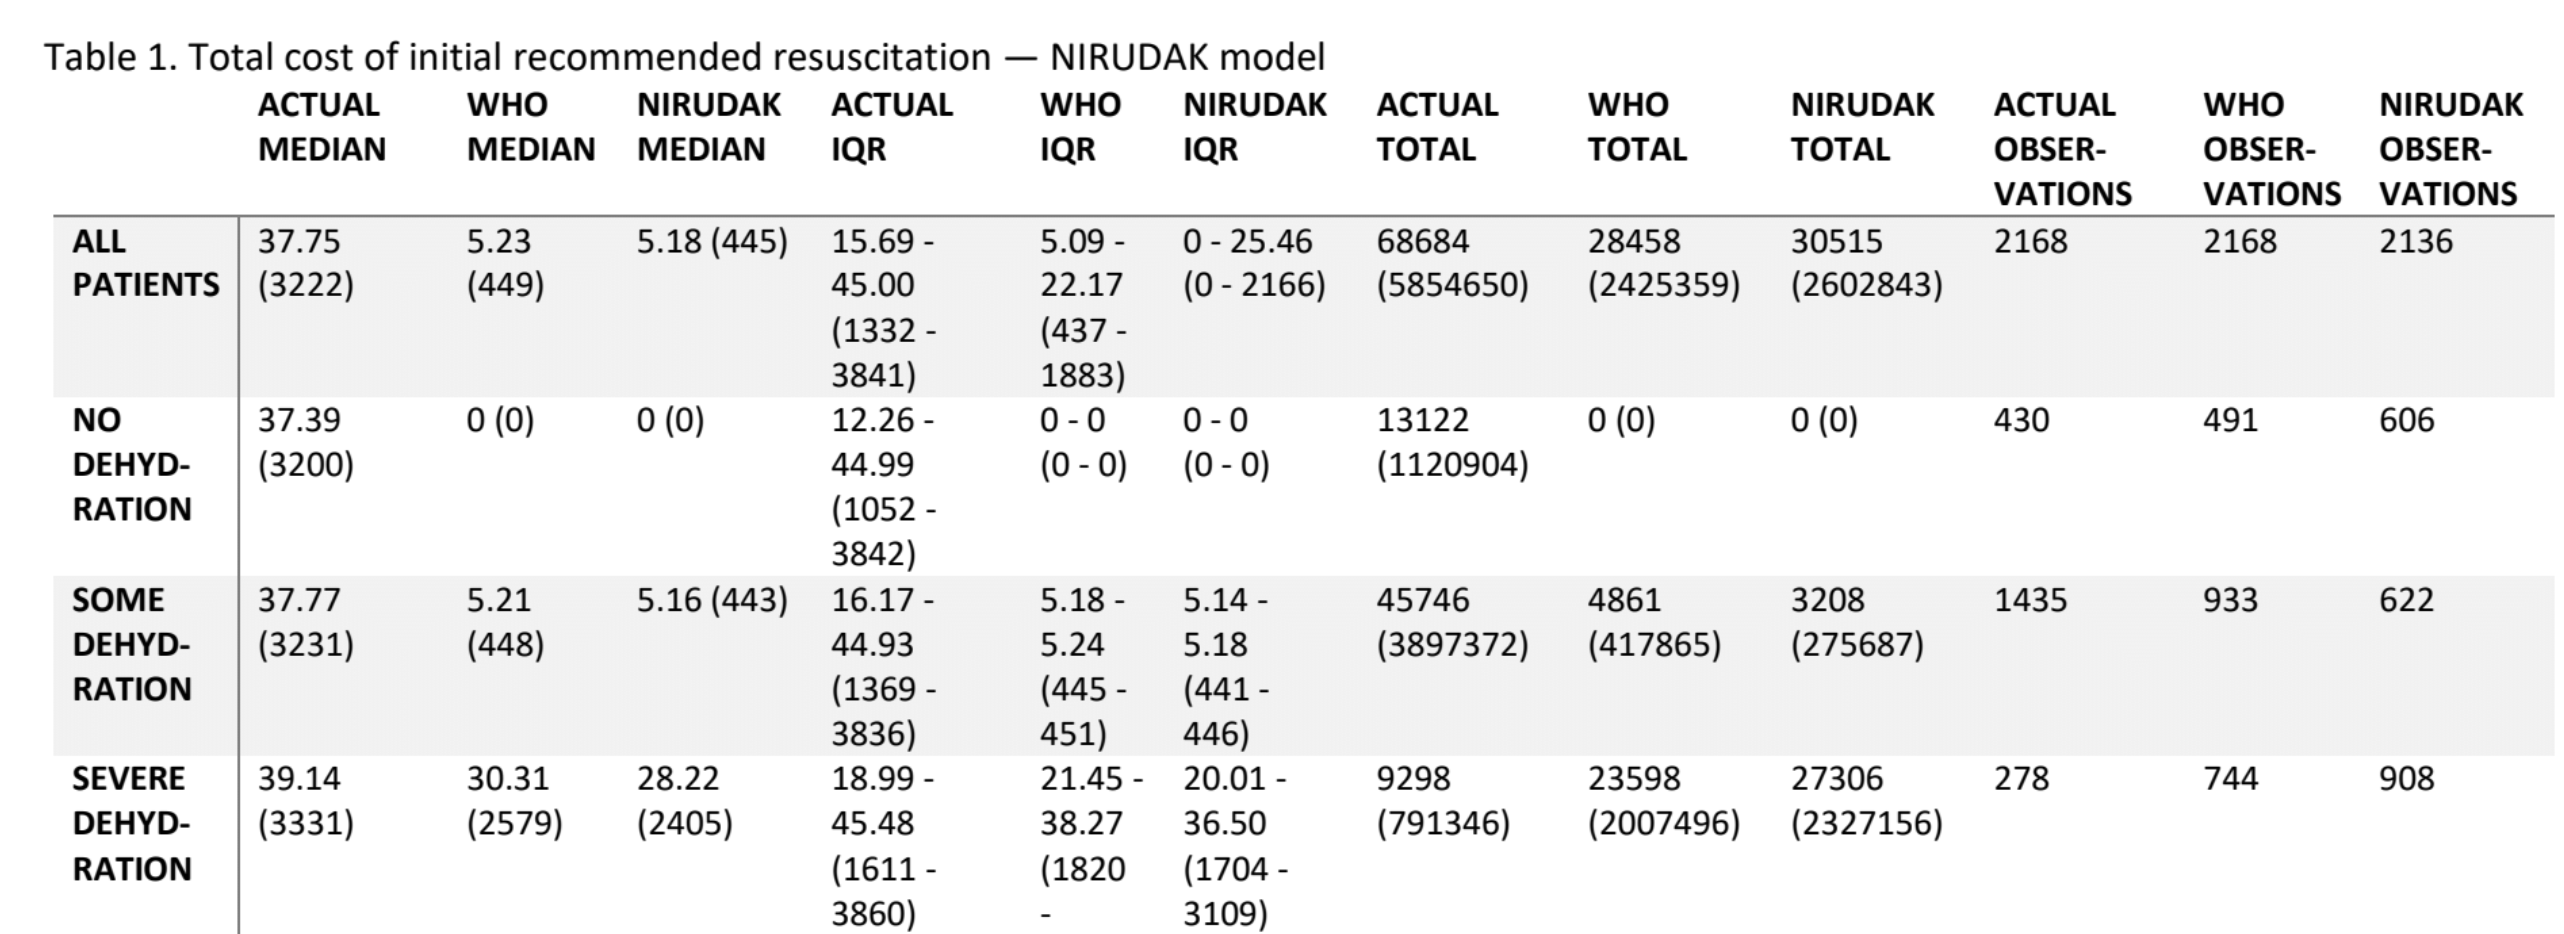 Table 1. Total cost of initial recommended resuscitation — NIRUDAK model
ACTUAL WHO NIRUDAK ACTUAL WHO NIRUDAK ACTUAL WHO NIRUDAK ACTUAL WHO NIRUDAK
MEDIAN MEDIAN MEDIAN IQR IQR IQR TOTAL TOTAL TOTAL OBSER- OBSER- OBSER-
VATIONS VATIONS VATIONS
ALL 37.75 5.23 5.18 (445) 15.69 - 5.09 - 0 - 25.46 68684 28458 30515 2168 2168 2136
PATIENTS (3222) (449) 45.00 22.17 (0 - 2166) (5854650) (2425359) (2602843)
(1332 - (437 -
3841) 1883)
NO 37.39 0 (0) 0 (0) 12.26 - 0 - 0 0 - 0 13122 0 (0) 0 (0) 430 491 606
DEHYD- (3200) 44.99 (0 - 0) (0 - 0) (1120904)
RATION (1052 -
3842)
SOME 37.77 5.21 5.16 (443) 16.17 - 5.18 - 5.14 - 45746 4861 3208 1435 933 622
DEHYD- (3231) (448) 44.93 5.24 5.18 (3897372) (417865) (275687)
RATION (1369 - (445 - (441 -
3836) 451) 446)
SEVERE 39.14 30.31 28.22 18.99 - 21.45 - 20.01 - 9298 23598 27306 278 744 908
DEHYD- (3331) (2579) (2405) 45.48 38.27 36.50 (791346) (2007496) (2327156)
RATION (1611 - (1820 (1704 -
3860) - 3109)